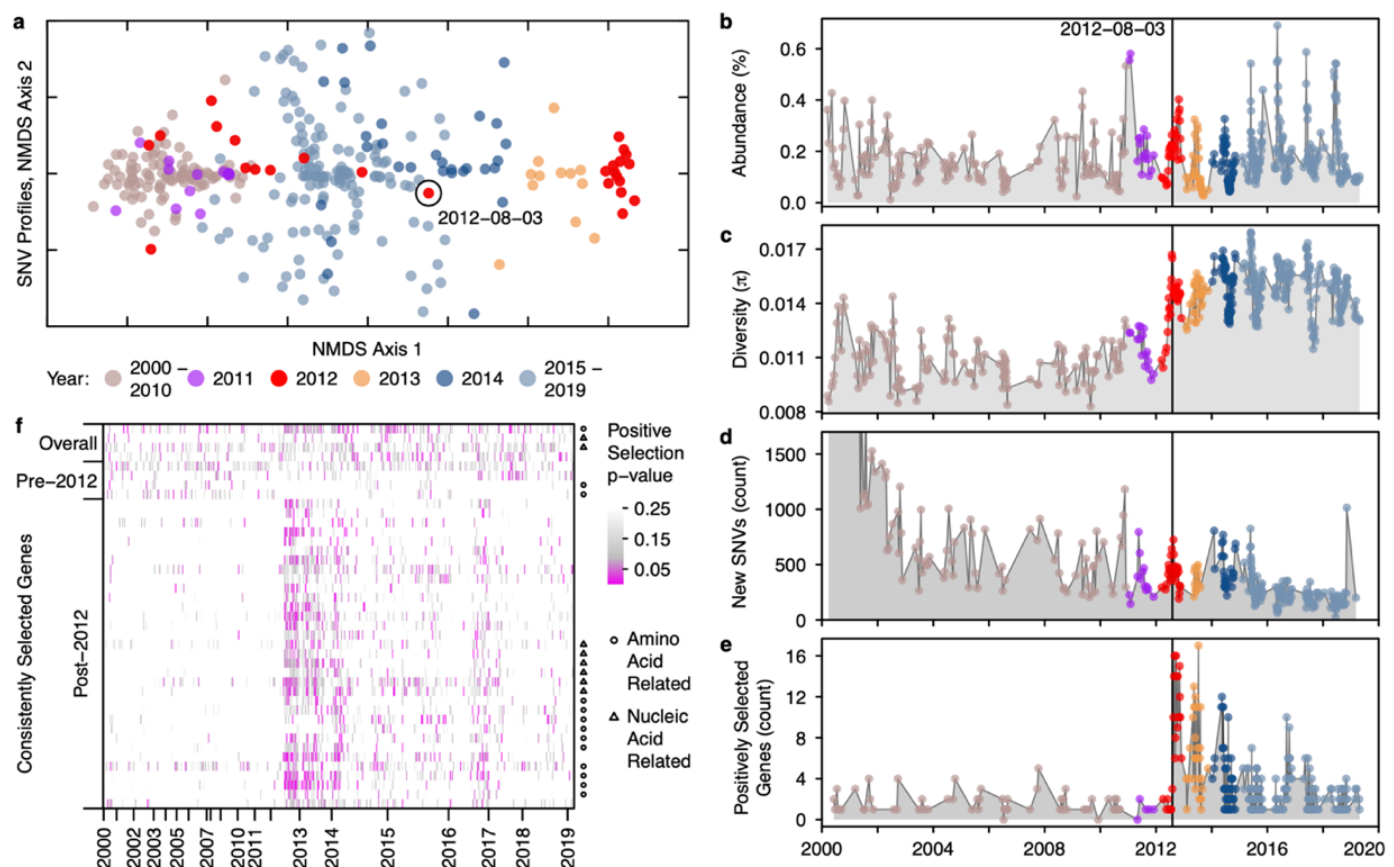 a
SNV Profiles, NMDS Axis 2
2012−08−03
NMDS Axis 1
Year:
2000 −
2010
2011
2012
2013
2014
2015 −
2019
b
2012−08−03
Abundance (%)
0.6
0.4
0.2
0.0
c
Diversity (π)
0.017
0.014
0.011
0.008
d
New SNVs (count)
1500
1000
500
0
e
Positively Selected
Genes (count)
16
12
8
4
0
2000
2004
2008
2012
2016
2020
f
Consistently Selected Genes
Overall
Pre−2012
Post−2012
2000
2002
2003
2005
2007
2010
2011
2013
2014
2016
2017
2018
2019
Positive
Selection
p−value
0.25
0.15
0.05
Amino
Acid
Related
Nucleic
Acid
Related